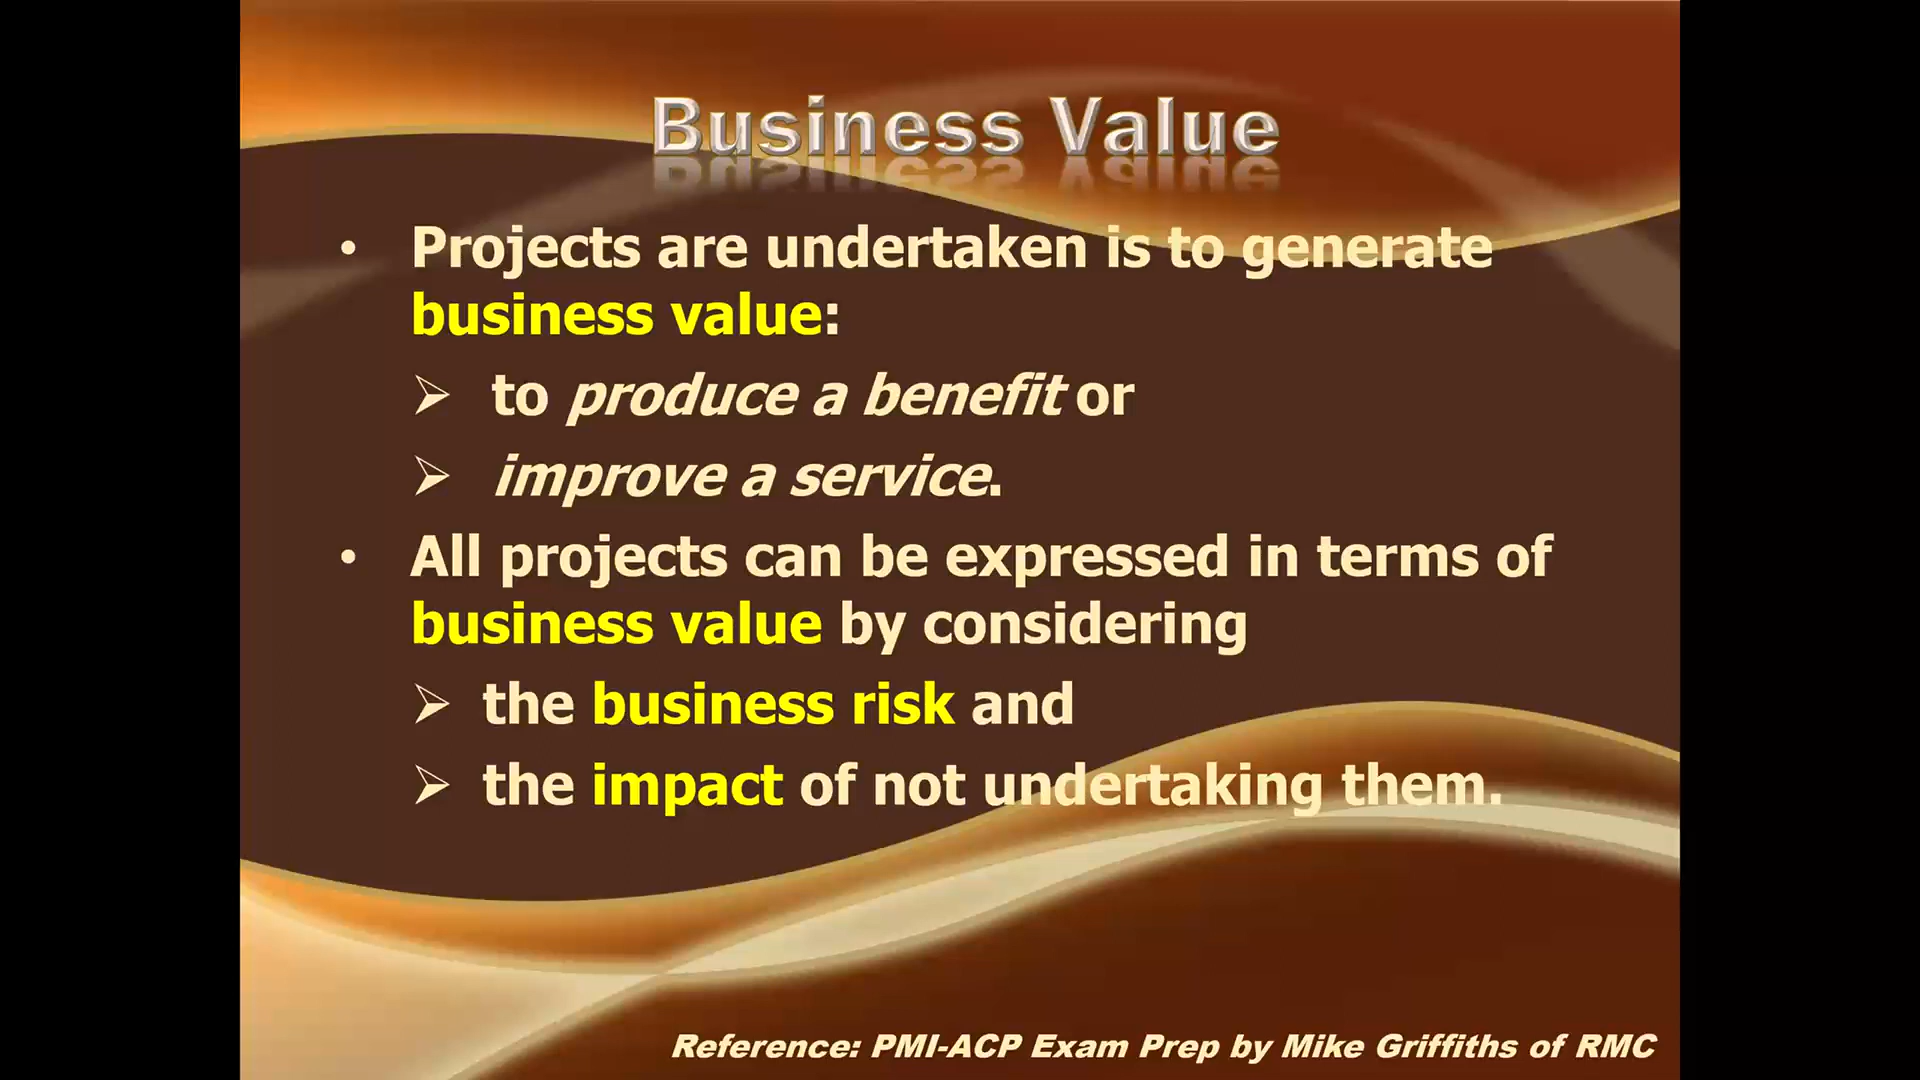 Business Value
• Projects are undertaken is to generate
business value:
➢ to produce a benefit or
➢ improve a service.
• All projects can be expressed in terms of
business value by considering
➢ the business risk and
➢ the impact of not undertaking them.
Reference: PMI-ACP Exam Prep by Mike Griffiths of RMC